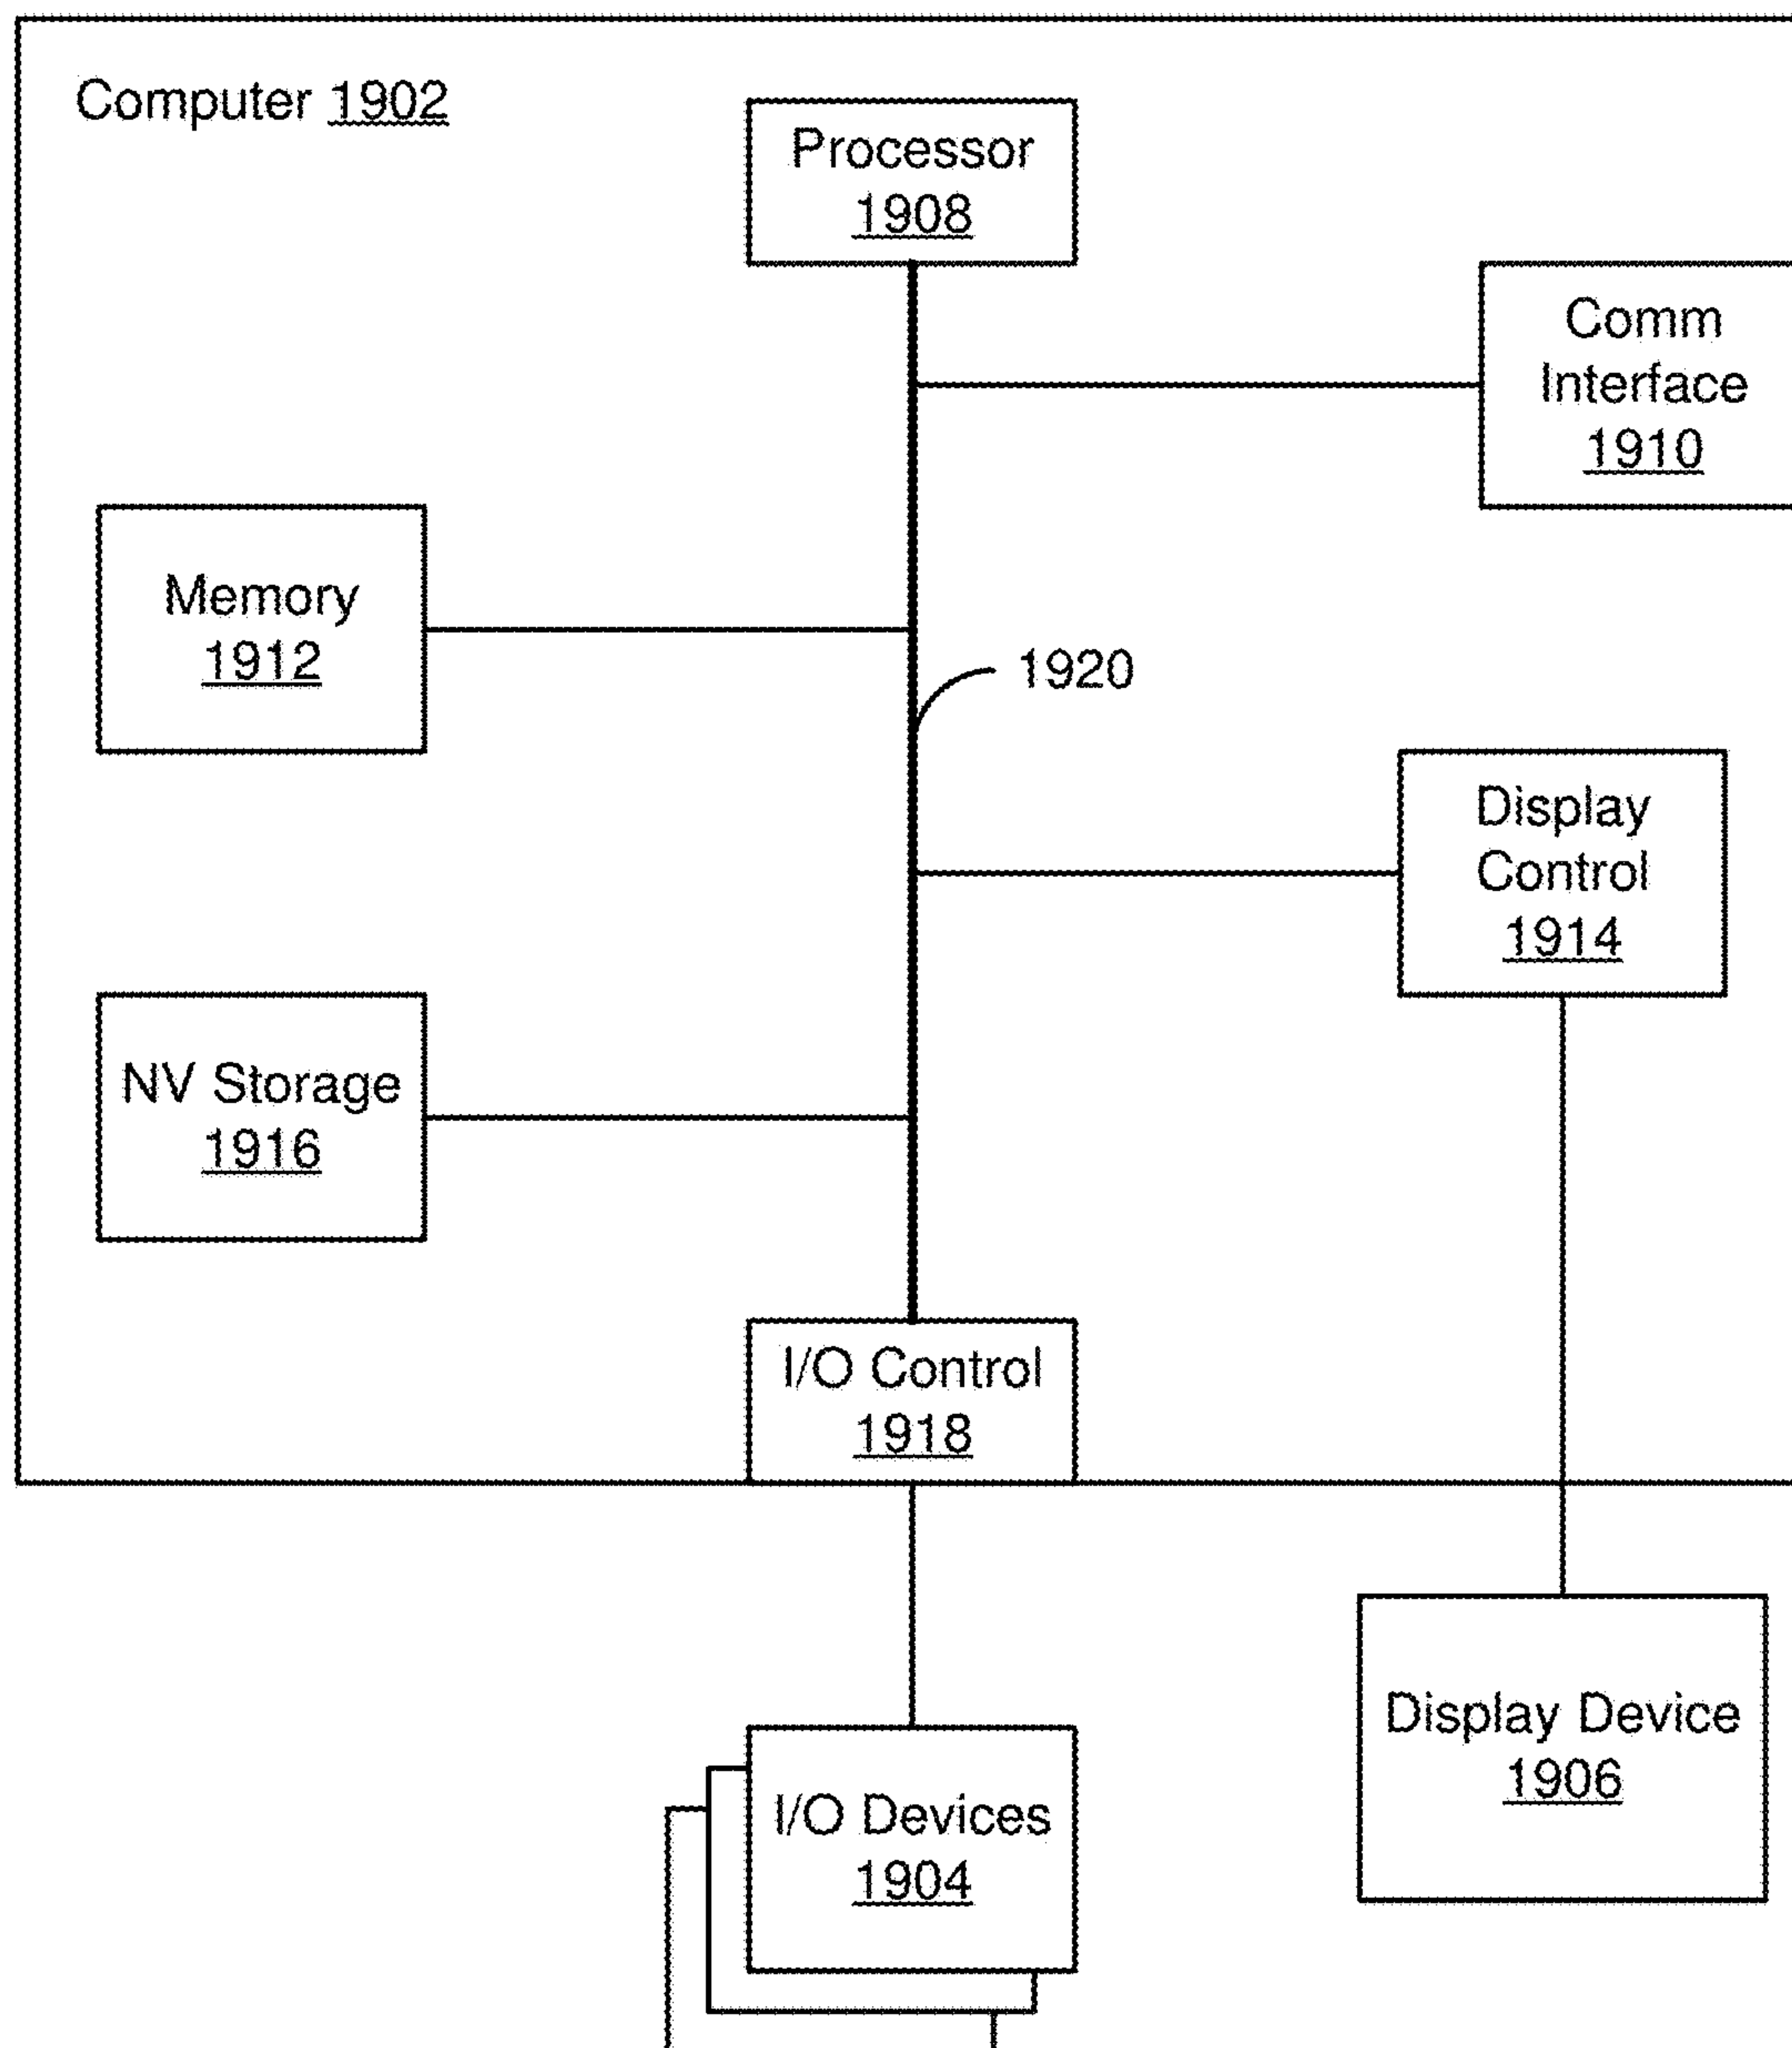 Computer 1902
Processor
1908
Comm
Interface
1910
Memory
1912
1920
Display
Control
1914
NV Storage
1916
I/O Control
1918
Display Device
1906
I/O Devices
1904